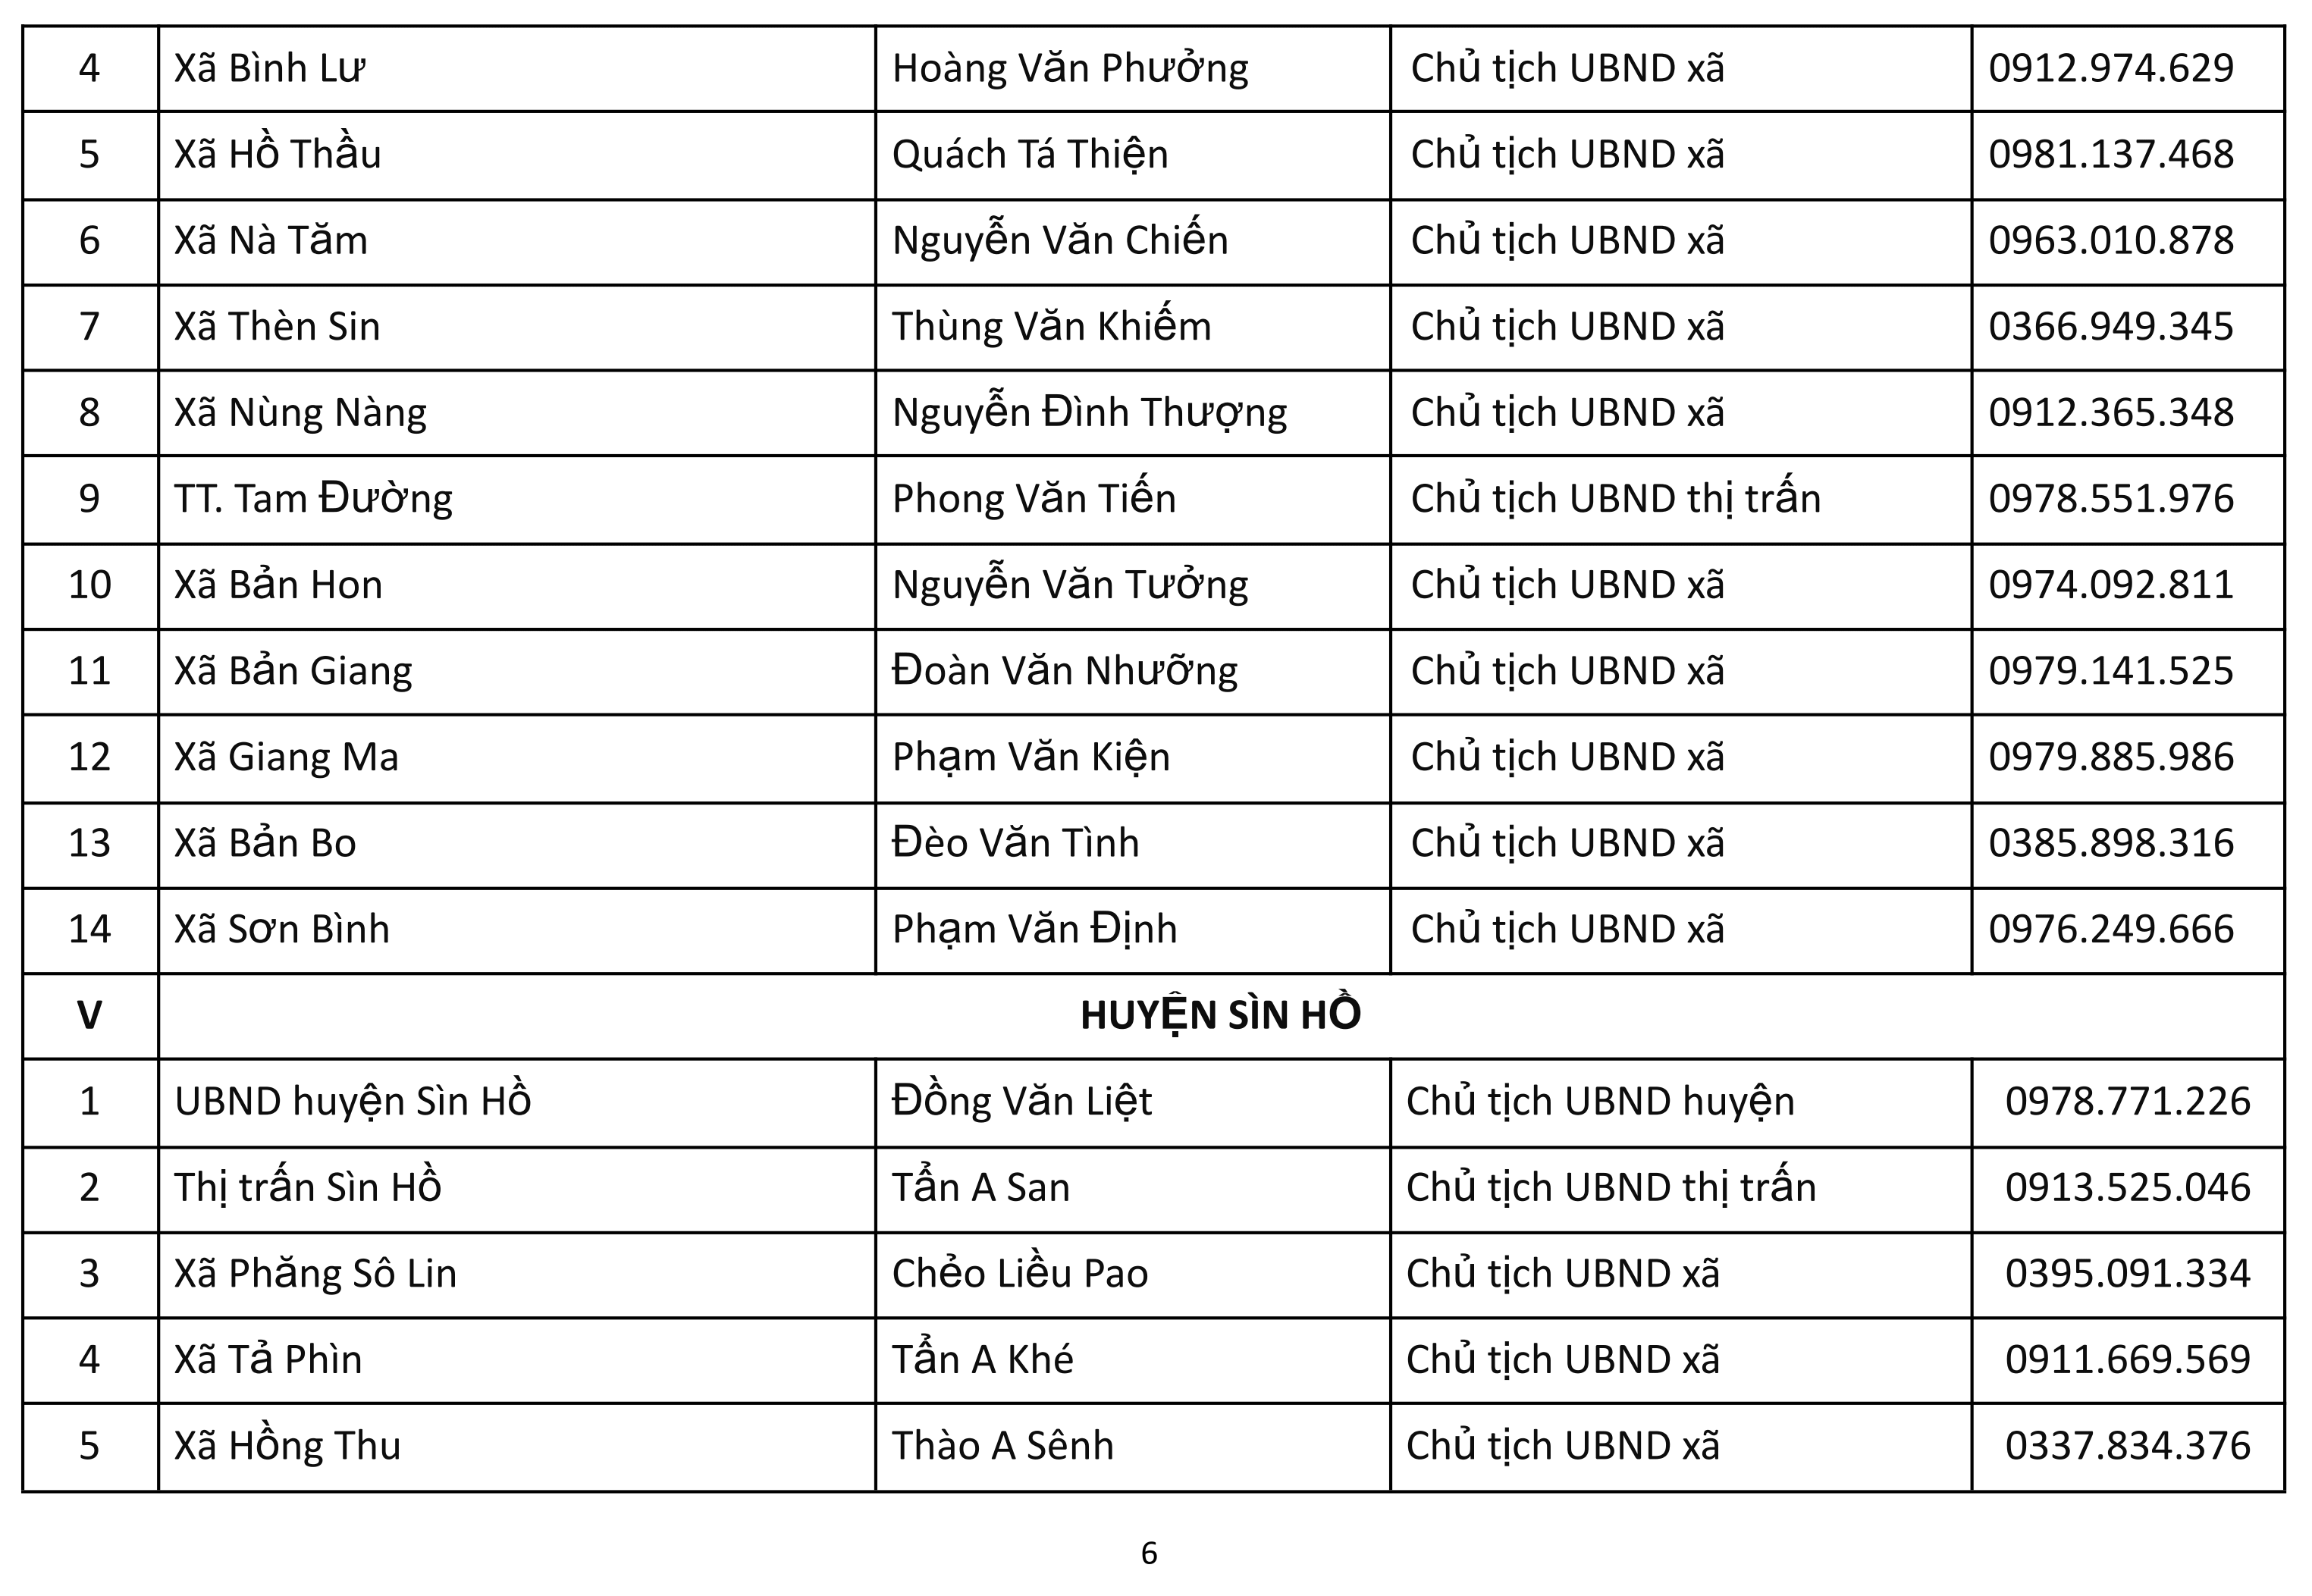 4 Xã Bình Lư Hoàng Văn Phưởng Chủ tịch UBND xã 0912.974.629
5 Xã Hồ Thầu Quách Tá Thiện Chủ tịch UBND xã 0981.137.468
6 Xã Nà Tăm Nguyễn Văn Chiến Chủ tịch UBND xã 0963.010.878
7 Xã Thèn Sin Thùng Văn Khiếm Chủ tịch UBND xã 0366.949.345
8 Xã Nùng Nàng Nguyễn Đình Thượng Chủ tịch UBND xã 0912.365.348
9 TT. Tam Đường Phong Văn Tiến Chủ tịch UBND thị trấn 0978.551.976
10 Xã Bản Hon Nguyễn Văn Tưởng Chủ tịch UBND xã 0974.092.811
11 Xã Bản Giang Đoàn Văn Nhưỡng Chủ tịch UBND xã 0979.141.525
12 Xã Giang Ma Phạm Văn Kiện Chủ tịch UBND xã 0979.885.986
13 Xã Bản Bo Đèo Văn Tình Chủ tịch UBND xã 0385.898.316
14 Xã Sơn Bình Phạm Văn Định Chủ tịch UBND xã 0976.249.666
V HUYỆN SÌN HỒ
1 UBND huyện Sìn Hồ Đồng Văn Liệt Chủ tịch UBND huyện 0978.771.226
2 Thị trấn Sìn Hồ Tẩn A San Chủ tịch UBND thị trấn 0913.525.046
3 Xã Phăng Sô Lin Chẻo Liều Pao Chủ tịch UBND xã 0395.091.334
4 Xã Tả Phìn Tẩn A Khé Chủ tịch UBND xã 0911.669.569
5 Xã Hồng Thu Thào A Sênh Chủ tịch UBND xã 0337.834.376
6